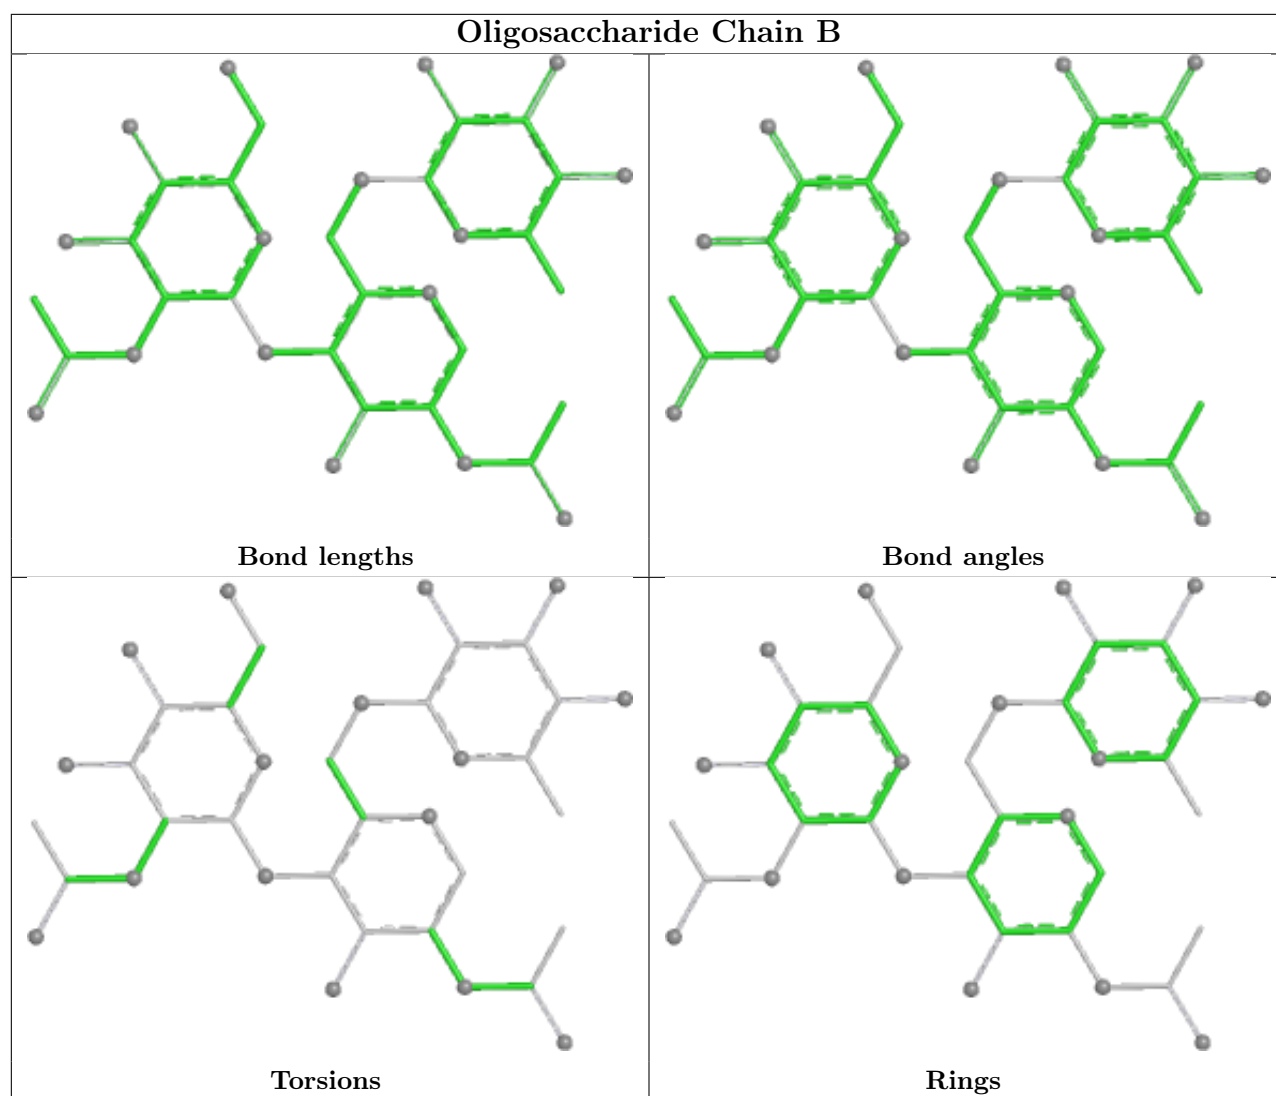 Oligosaccharide Chain B
Bond lengths
Bond angles
Torsions
Rings